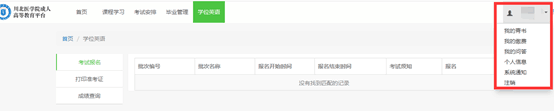 川北医学院成人
高等教育平台
首页 课程学习 考试安排 毕业管理 学位英语
首页 / 学位英语
我的寄书
我的缴费
我的问答
个人信息
系统通知
注销
考试报名
打印准考证
成绩查询
批次编号 批次名称 报名开始时间 报名结束时间 考试须知 报名
没有找到匹配的记录